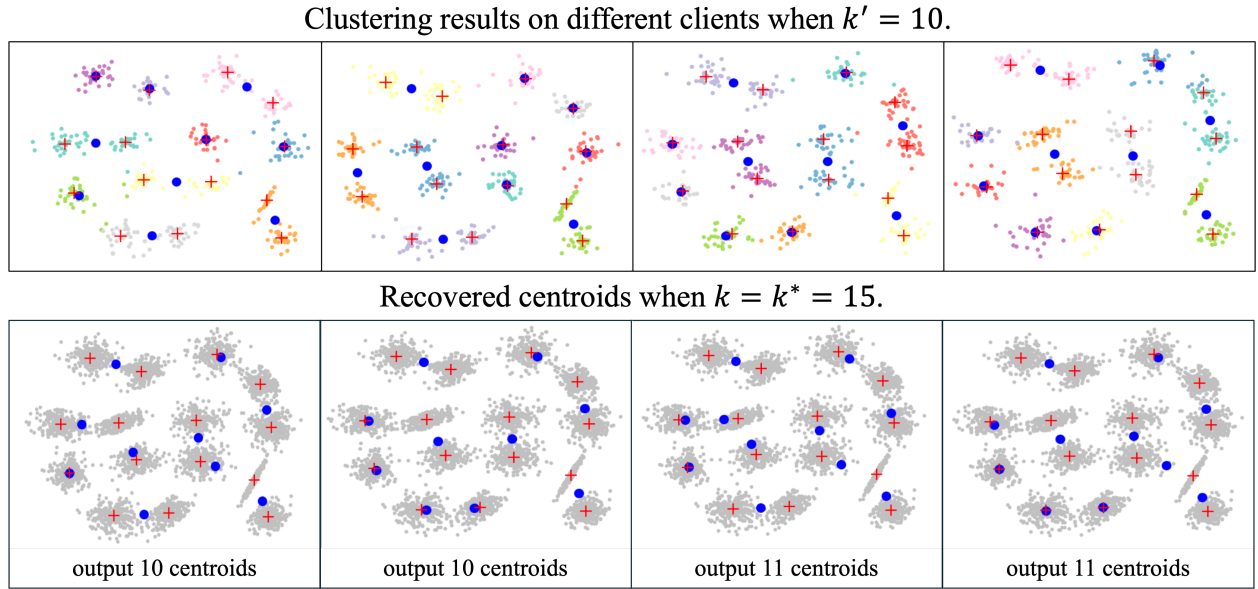 Clustering results on different clients when k′ = 10.
Recovered centroids when k = k* = 15.
output 10 centroids
output 10 centroids
output 11 centroids
output 11 centroids